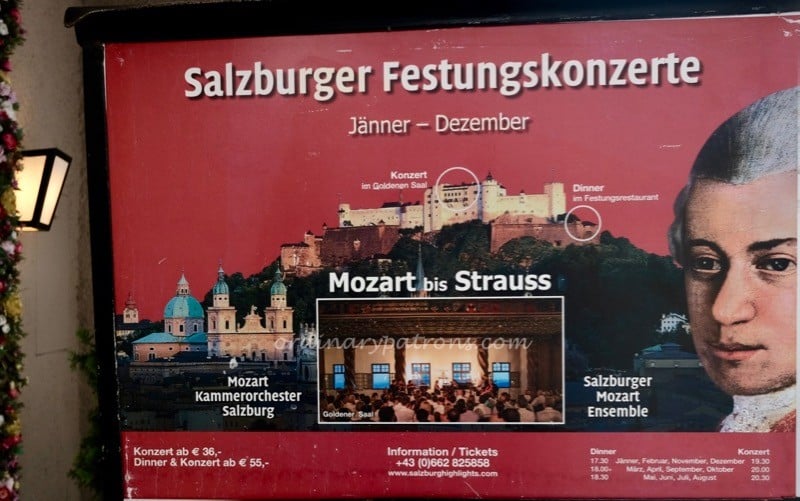 Salzburger Festungskonzerte
Jänner – Dezember
Konzert
im Goldenen Saal
Dinner
im Festungsrestaurant
Mozart bis Strauss
ordinarypatrons.com
Goldener Saal
Mozart
Kammerorchester
Salzburg
Salzburger
Mozart
Ensemble
Konzert ab € 36,-
Dinner & Konzert ab € 55,-
Information / Tickets
+43 (0)662 825858
www.salzburghighlights.com
Dinner Konzert
17.30 Jänner, Februar, November, Dezember 19.30
18.00 März, April, September, Oktober 20.00
18.30 Mai, Juni, Juli, August 20.30